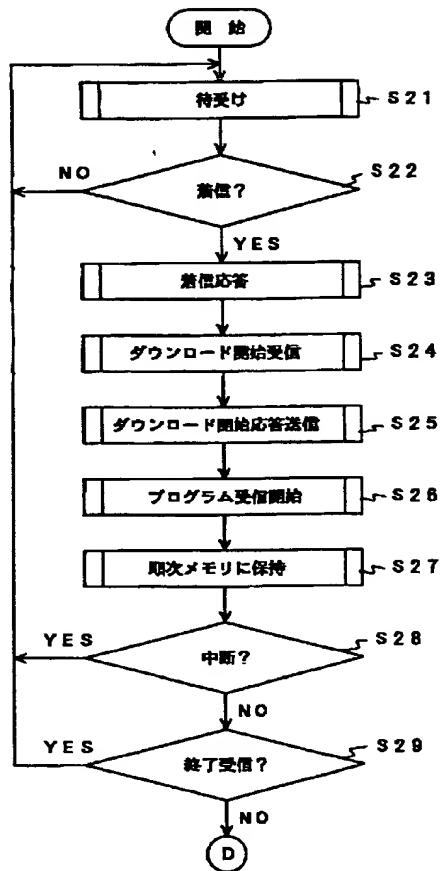 開始
待受け
S21
着信?
S22
NO
YES
着信応答
S23
ダウンロード開始受信
S24
ダウンロード開始応答送信
S25
プログラム受信開始
S26
順次メモリに保持
S27
中断?
S28
YES
NO
終了受信?
S29
YES
NO
D